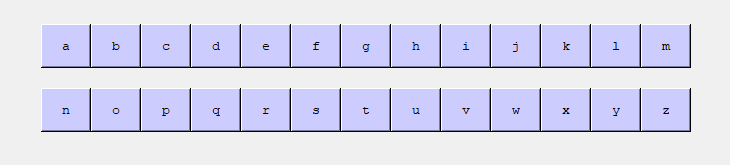 a b c d e f g h i j k l m
n o p q r s t u v w x y z